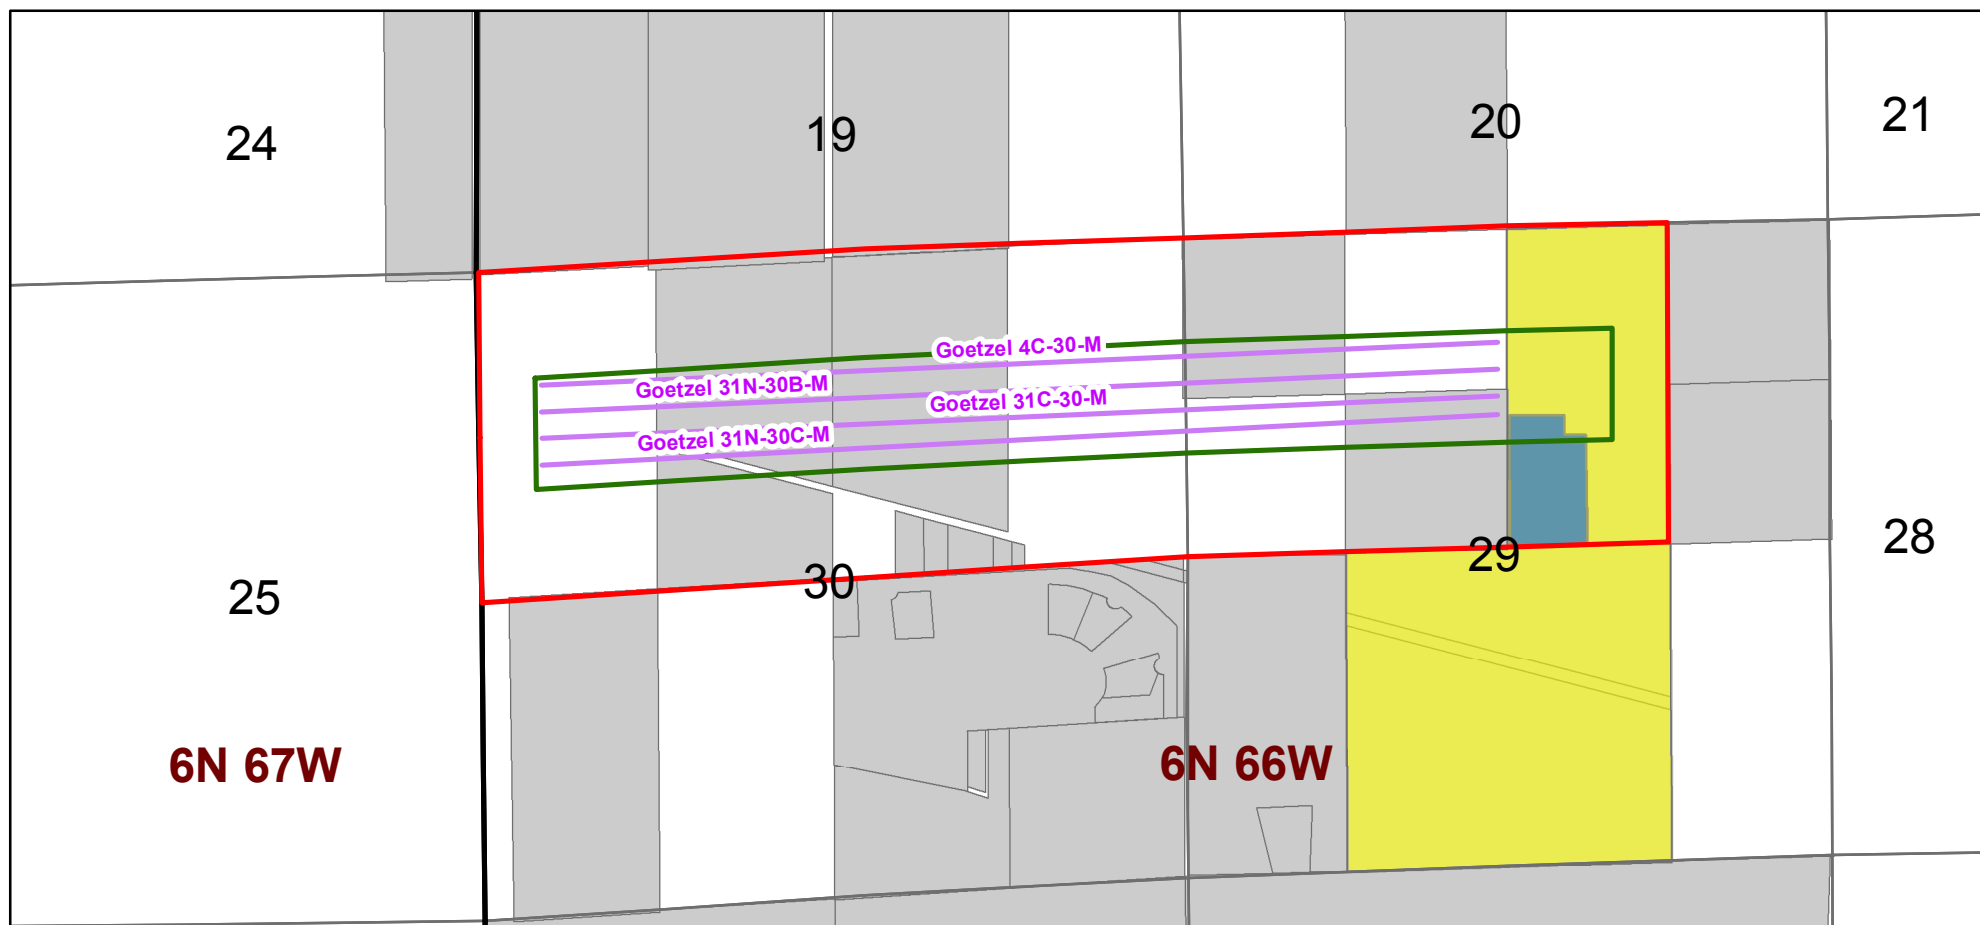 21
20
19
24
Goetzel 4C-30-M
Goetzel 31N-30B-M
Goetzel 31C-30-M
Goetzel 31N-30C-M
28
29
30
25
6N 67W
6N 66W